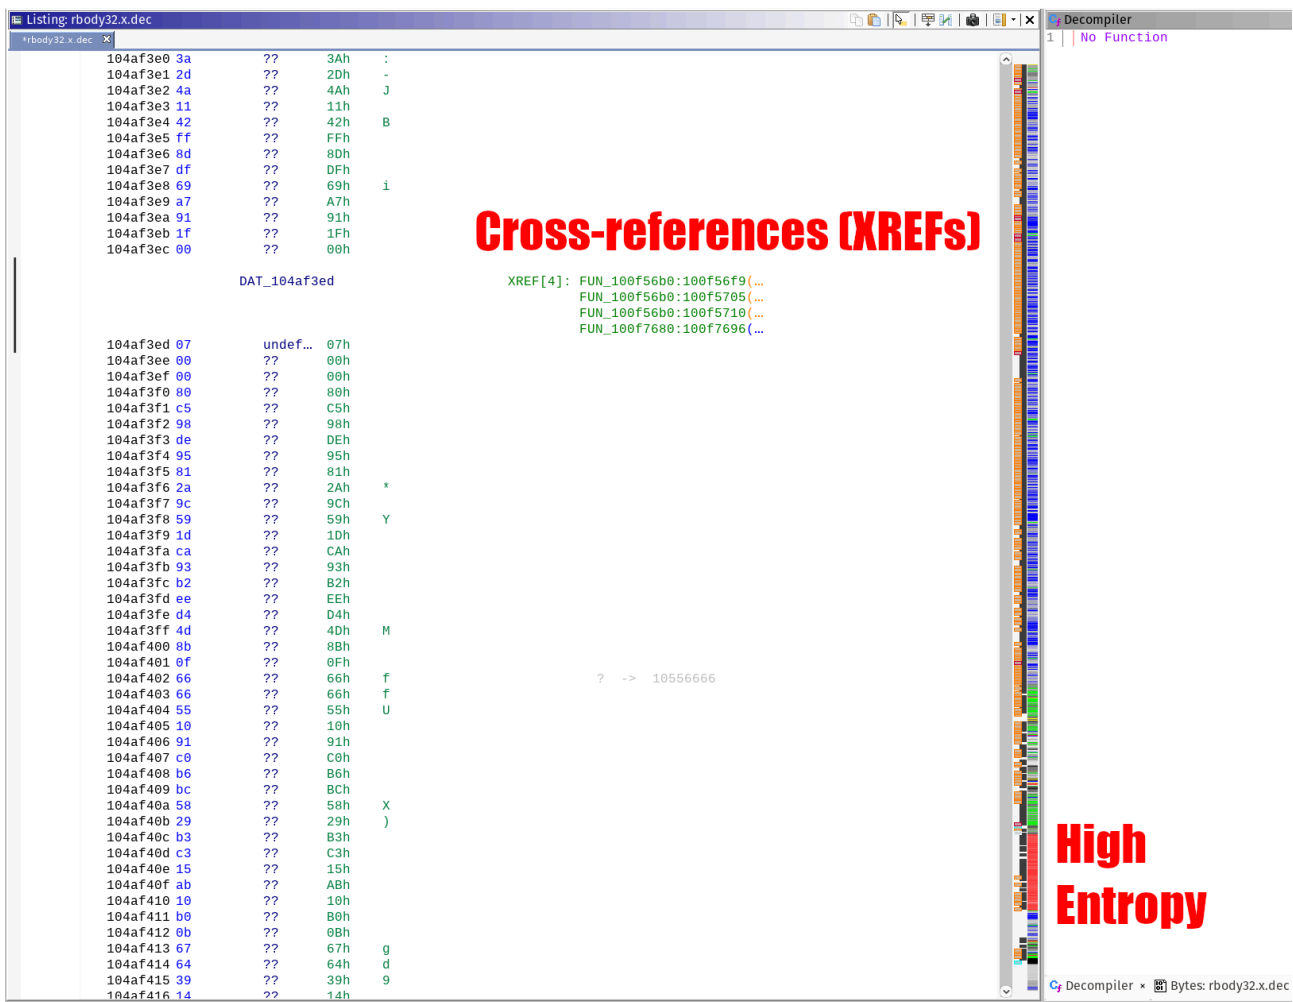 Listing: rbody32.x.dec
*rbody32.x.dec
104af3e0 3a ?? 3Ah :
104af3e1 2d ?? 2Dh -
104af3e2 4a ?? 4Ah J
104af3e3 11 ?? 11h
104af3e4 42 ?? 42h B
104af3e5 ff ?? FFh
104af3e6 8d ?? 8Dh
104af3e7 df ?? DFh
104af3e8 69 ?? 69h i
104af3e9 a7 ?? A7h
104af3ea 91 ?? 91h
104af3eb 1f ?? 1Fh
104af3ec 00 ?? 00h
Cross-references (XREFs)
DAT_104af3ed XREF[4]: FUN_100f56b0:100f56f9(…
FUN_100f56b0:100f5705(…
FUN_100f56b0:100f5710(…
FUN_100f7680:100f7696(…
104af3ed 07 undef… 07h
104af3ee 00 ?? 00h
104af3ef 00 ?? 00h
104af3f0 80 ?? 80h
104af3f1 c5 ?? C5h
104af3f2 98 ?? 98h
104af3f3 de ?? DEh
104af3f4 95 ?? 95h
104af3f5 81 ?? 81h
104af3f6 2a ?? 2Ah *
104af3f7 9c ?? 9Ch
104af3f8 59 ?? 59h Y
104af3f9 1d ?? 1Dh
104af3fa ca ?? CAh
104af3fb 93 ?? 93h
104af3fc b2 ?? B2h
104af3fd ee ?? EEh
104af3fe d4 ?? D4h
104af3ff 4d ?? 4Dh M
104af400 8b ?? 8Bh
104af401 0f ?? 0Fh
104af402 66 ?? 66h f ? -> 10556666
104af403 66 ?? 66h f
104af404 55 ?? 55h U
104af405 10 ?? 10h
104af406 91 ?? 91h
104af407 c0 ?? C0h
104af408 b6 ?? B6h
104af409 bc ?? BCh
104af40a 58 ?? 58h X
104af40b 29 ?? 29h )
104af40c b3 ?? B3h
104af40d c3 ?? C3h
104af40e 15 ?? 15h
104af40f ab ?? ABh
104af410 10 ?? 10h
104af411 b0 ?? B0h
104af412 0b ?? 0Bh
104af413 67 ?? 67h g
104af414 64 ?? 64h d
104af415 39 ?? 39h 9
104af416 14 ?? 14h
Decompiler
1 No Function
High
Entropy
Decompiler × Bytes: rbody32.x.dec